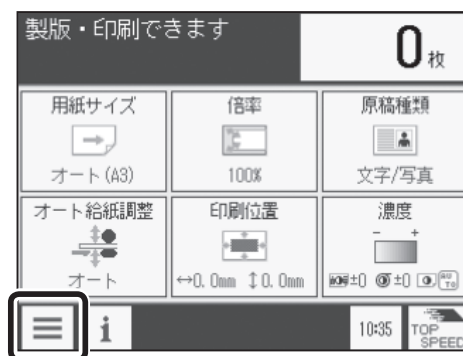 製版・印刷できます
0枚
用紙サイズ
倍率
原稿種類
オート(A3)
100%
文字/写真
オート給紙調整
印刷位置
濃度
- +
オート
↔0.0mm ↕0.0mm
±0 ±0 AUTO
i
10:35
TOP
SPEED